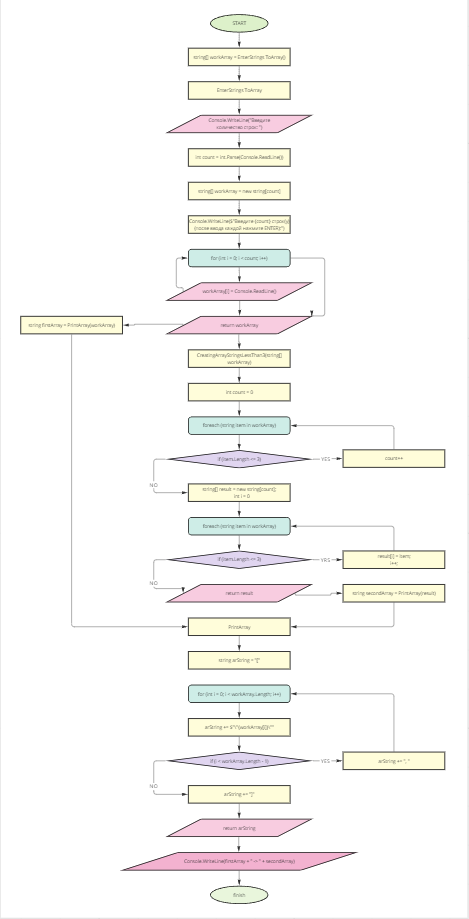 START
string[] workArray = EnterStrings ToArray()
EnterStrings ToArray
Console.WriteLine("Введите
количество строк: ")
int count = int.Parse(Console.ReadLine())
string[] workArray = new string[count]
Console.WriteLine($"Введите {count} строк(у)
(после ввода каждой нажмите ENTER):")
for (int i = 0; i < count; i++)
workArray[i] = Console.ReadLine()
string firstArray = PrintArray(workArray)
return workArray
CreatingArrayStringsLessThan3(string[]
workArray)
int count = 0
foreach (string item in workArray)
if (item.Length <= 3)
YES
count++
NO
string[] result = new string[count];
int i = 0
foreach (string item in workArray)
if (item.Length <= 3)
YES
result[i] = item;
i++;
NO
return result
string secondArray = PrintArray(result)
PrintArray
string arString = "["
for (int i = 0; i < workArray.Length; i++)
arString += $"\"{workArray[i]}\""
if (i < workArray.Length - 1)
YES
arString += ", "
NO
arString += "]"
return arString
Console.WriteLine(firstArray + " -> " + secondArray)
finish